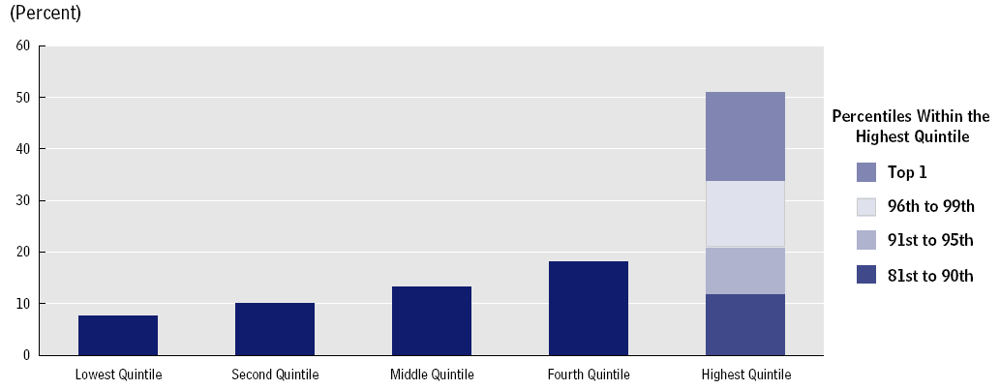 (Percent)
60
50
40
30
20
10
0
Lowest Quintile
Second Quintile
Middle Quintile
Fourth Quintile
Highest Quintile
Percentiles Within the
Highest Quintile
Top 1
96th to 99th
91st to 95th
81st to 90th